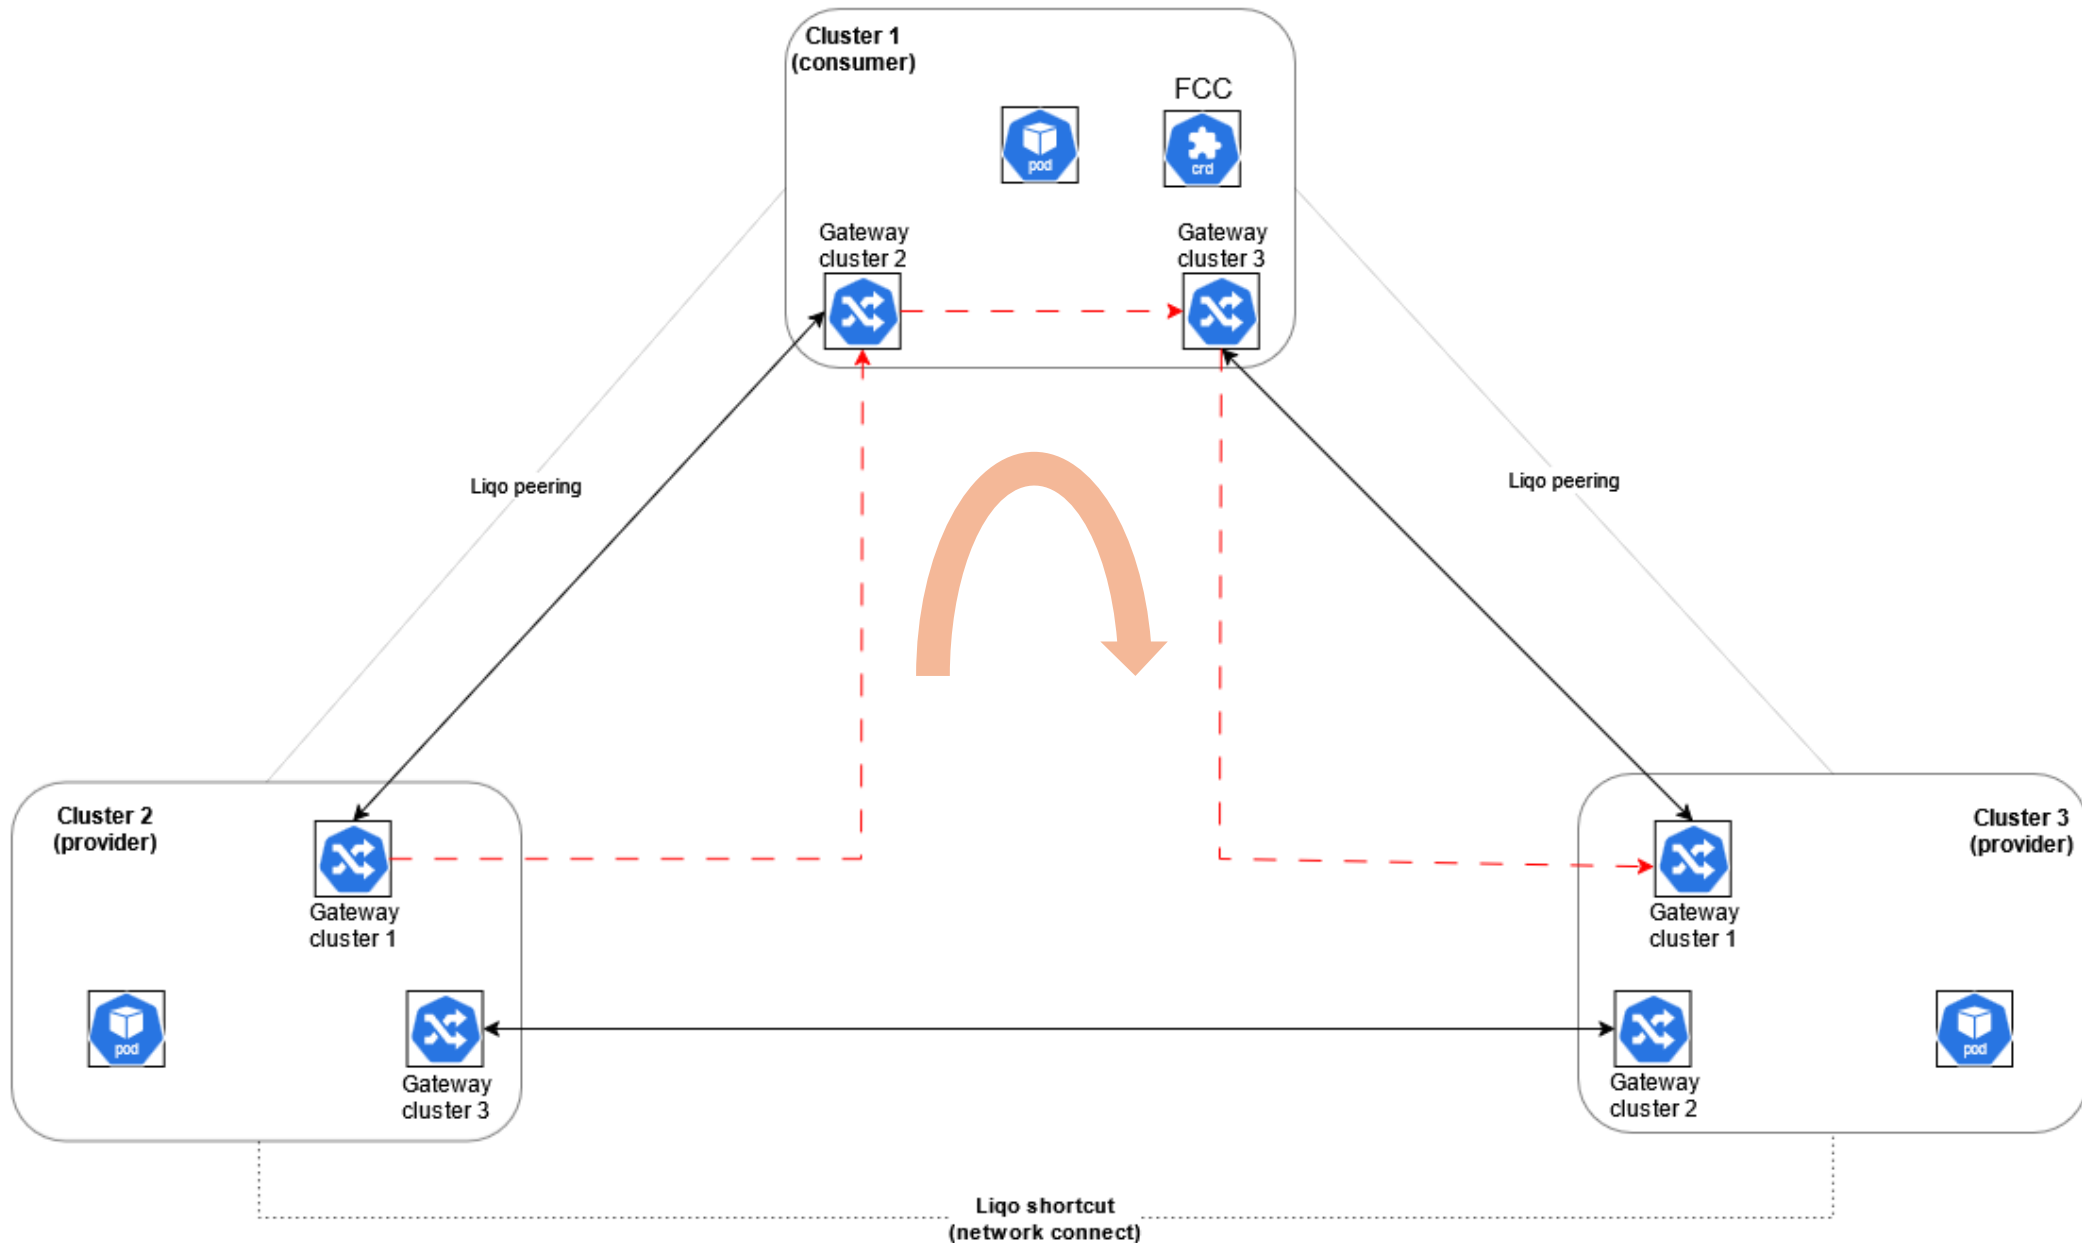 Cluster 1
(consumer)
FCC
pod
crd
Gateway
cluster 2
Gateway
cluster 3
Liqo peering
Liqo peering
Cluster 2
(provider)
Gateway
cluster 1
pod
Gateway
cluster 3
Cluster 3
(provider)
Gateway
cluster 1
Gateway
cluster 2
pod
Liqo shortcut
(network connect)